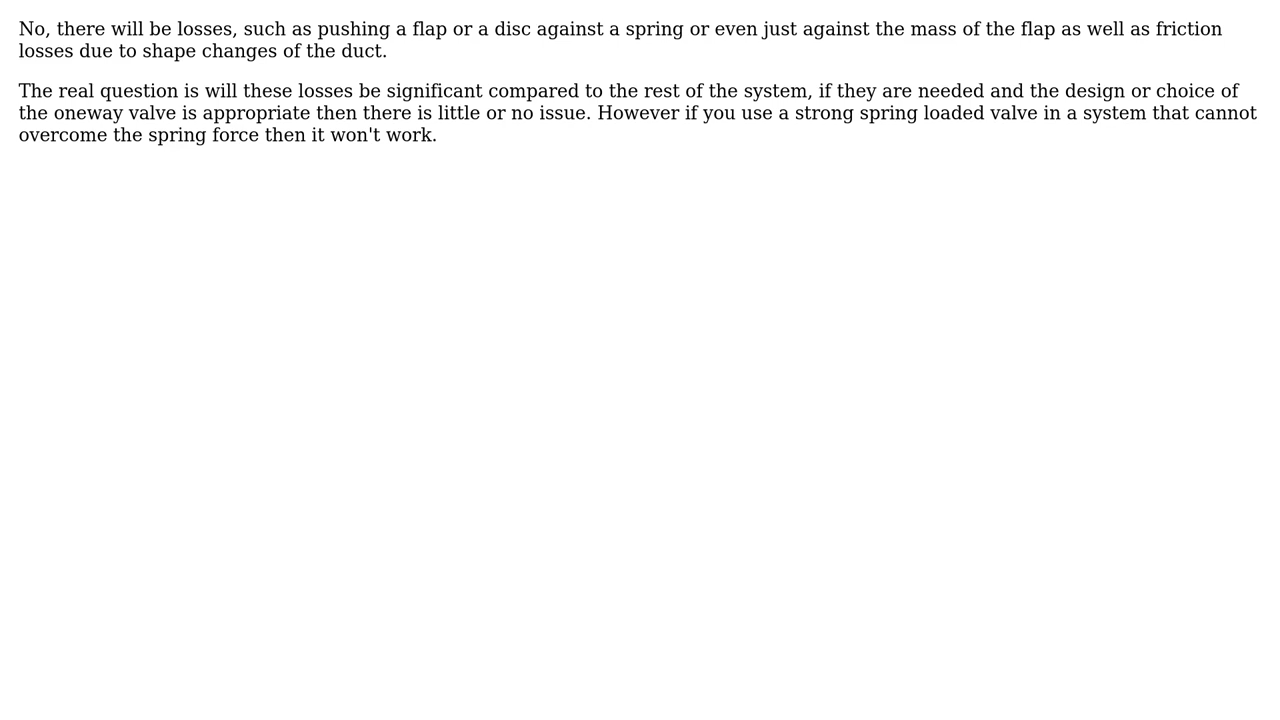 No, there will be losses, such as pushing a flap or a disc against a spring or even just against the mass of the flap as well as friction
losses due to shape changes of the duct.
The real question is will these losses be significant compared to the rest of the system, if they are needed and the design or choice of
the oneway valve is appropriate then there is little or no issue. However if you use a strong spring loaded valve in a system that cannot
overcome the spring force then it won't work.